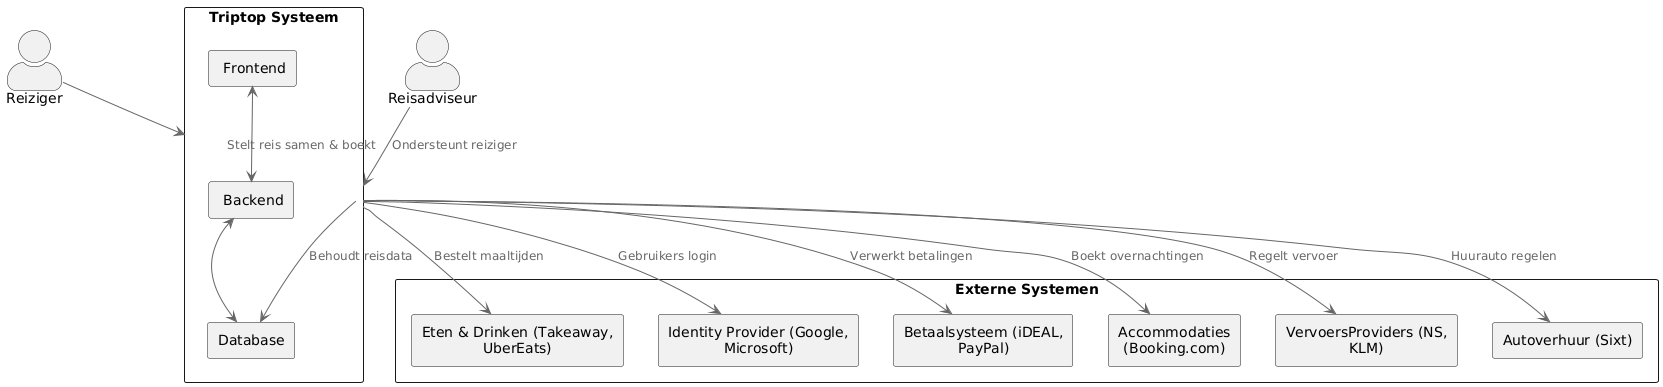 Triptop Systeem
Frontend
Reiziger
Reisadviseur
Stelt reis samen & boekt
Ondersteunt reiziger
Backend
Behoudt reisdata
Bestelt maaltijden
Gebruikers login
Verwerkt betalingen
Boekt overnachtingen
Regelt vervoer
Huurauto regelen
Externe Systemen
Eten & Drinken (Takeaway,
UberEats)
Identity Provider (Google,
Microsoft)
Betaalsysteem (iDEAL,
PayPal)
Accommodaties
(Booking.com)
VervoersProviders (NS,
KLM)
Autoverhuur (Sixt)
Database